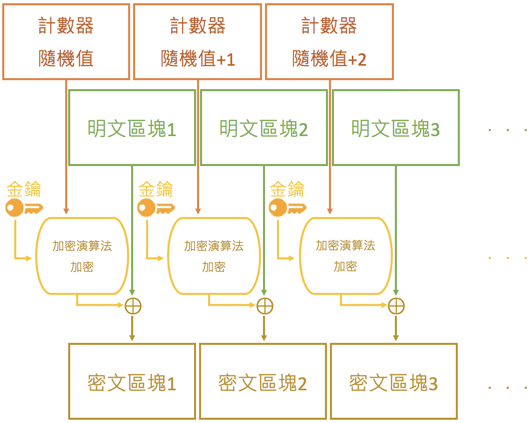 計數器
隨機值
計數器
隨機值+1
計數器
隨機值+2
明文區塊1
明文區塊2
明文區塊3
. . .
金鑰
金鑰
金鑰
加密演算法
加密
加密演算法
加密
加密演算法
加密
. . .
密文區塊1
密文區塊2
密文區塊3
. . .